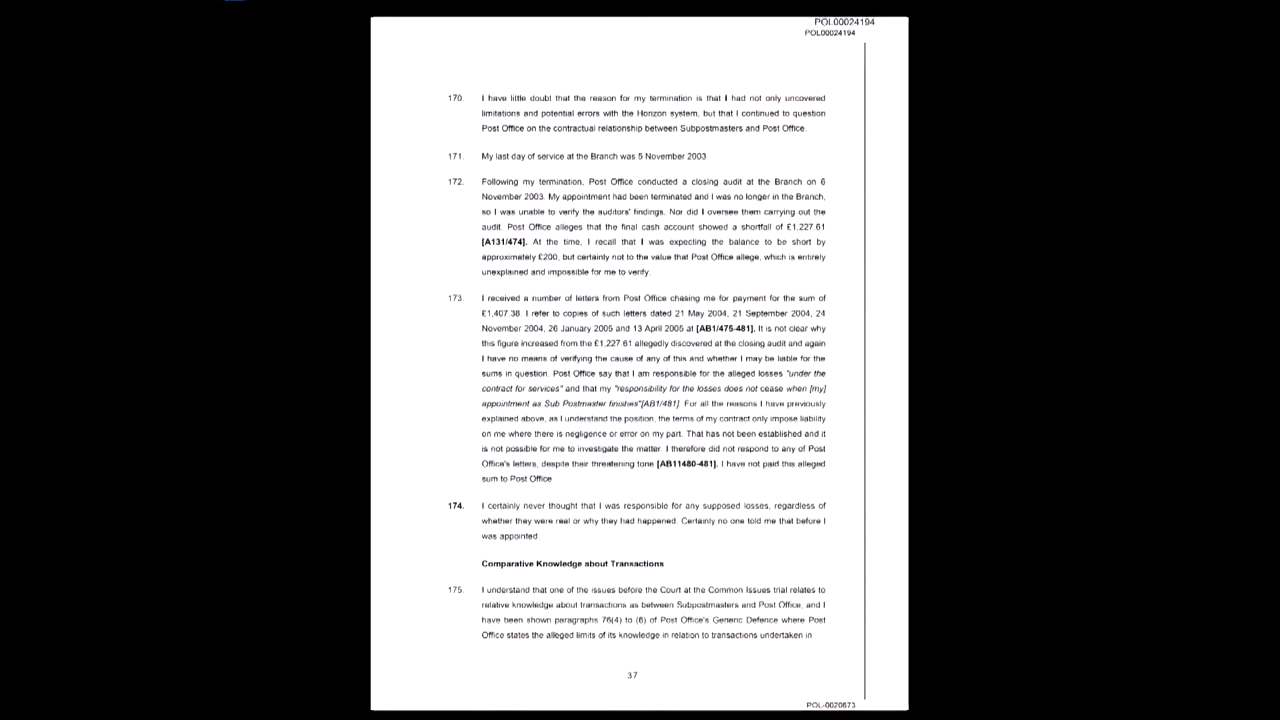 POL00024194
POL00024194
170. I have little doubt that the reason for my termination is that I had not only uncovered
limitations and potential errors with the Horizon system, but that I continued to question
Post Office on the contractual relationship between Subpostmasters and Post Office.
171. My last day of service at the Branch was 5 November 2003
172. Following my termination, Post Office conducted a closing audit at the Branch on 6
November 2003. My appointment had been terminated and I was no longer in the Branch,
so I was unable to verify the auditors' findings. Nor did I oversee them carrying out the
audit. Post Office alleges that the final cash account showed a shortfall of £1,227 61
[A131/474]. At the time, I recall that I was expecting the balance to be short by
approximately £200, but certainly not to the value that Post Office allege, which is entirely
unexplained and impossible for me to verify.
173. I received a number of letters from Post Office chasing me for payment for the sum of
£1,407.38. I refer to copies of such letters dated 21 May 2004, 21 September 2004, 24
November 2004, 26 January 2005 and 13 April 2005 at [AB1/475-481]. It is not clear why
this figure increased from the £1,227 61 allegedly discovered at the closing audit and again
I have no means of verifying the cause of any of this and whether I may be liable for the
sums in question. Post Office say that I am responsible for the alleged losses "under the
contract for services" and that my "responsibility for the losses does not cease when [my]
appointment as Sub Postmaster finishes"[AB1/481]. For all the reasons I have previously
explained above, as I understand the position, the terms of my contract only impose liability
on me where there is negligence or error on my part. That has not been established and it
is not possible for me to investigate the matter. I therefore did not respond to any of Post
Office's letters, despite their threatening tone [AB11480-481]. I have not paid this alleged
sum to Post Office
174. I certainly never thought that I was responsible for any supposed losses, regardless of
whether they were real or why they had happened. Certainly no one told me that before I
was appointed
Comparative Knowledge about Transactions
175. I understand that one of the issues before the Court at the Common Issues trial relates to
relative knowledge about transactions as between Subpostmasters and Post Office, and I
have been shown paragraphs 76(4) to (6) of Post Office's Generic Defence where Post
Office states the alleged limits of its knowledge in relation to transactions undertaken in
37
POL-0020673